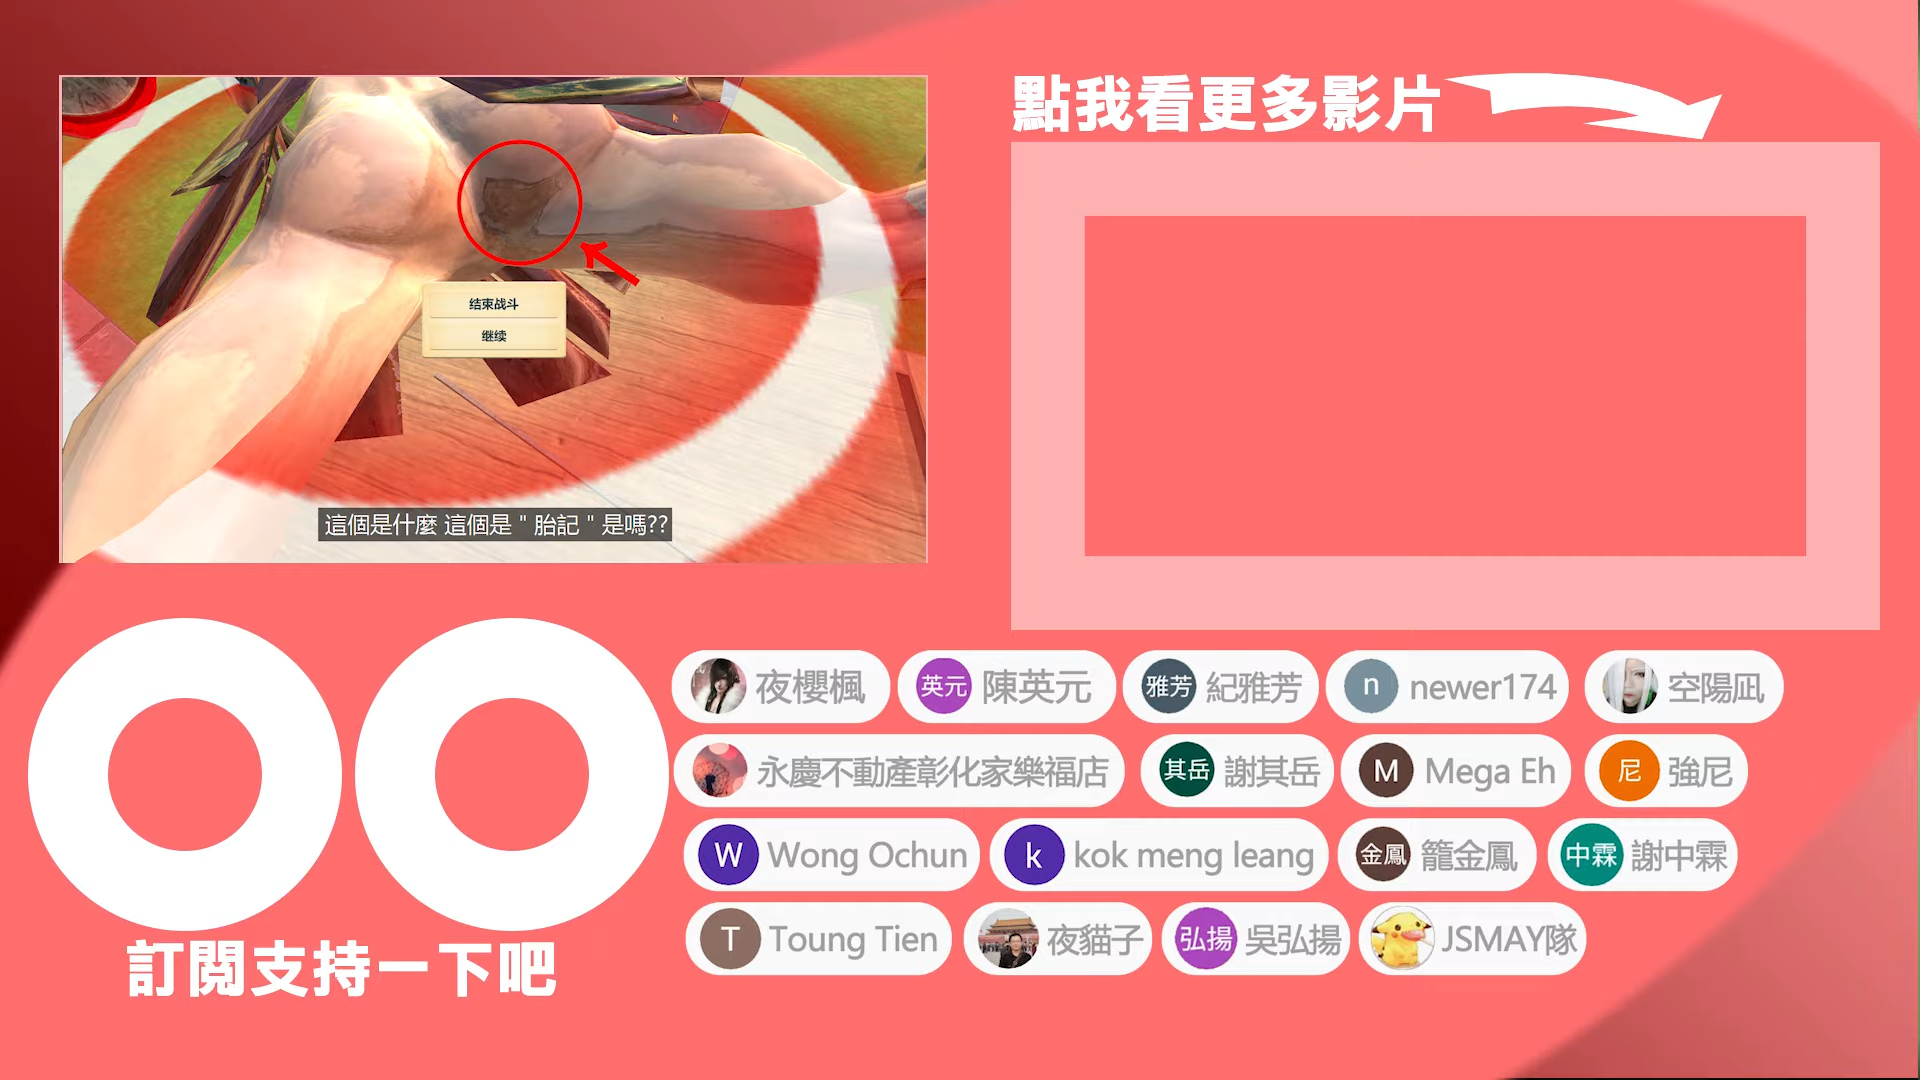 點我看更多影片
结束战斗
继续
這個是什麼 這個是 " 胎記 " 是嗎??
夜櫻楓
英元 陳英元
雅芳 紀雅芳
n newer174
空陽凪
永慶不動產彰化家樂福店
其岳 謝其岳
M Mega Eh
尼 強尼
W Wong Ochun
k kok meng leang
金鳳 籠金鳳
中霖 謝中霖
T Toung Tien
夜貓子
弘揚 吳弘揚
JSMAY隊
訂閱支持一下吧